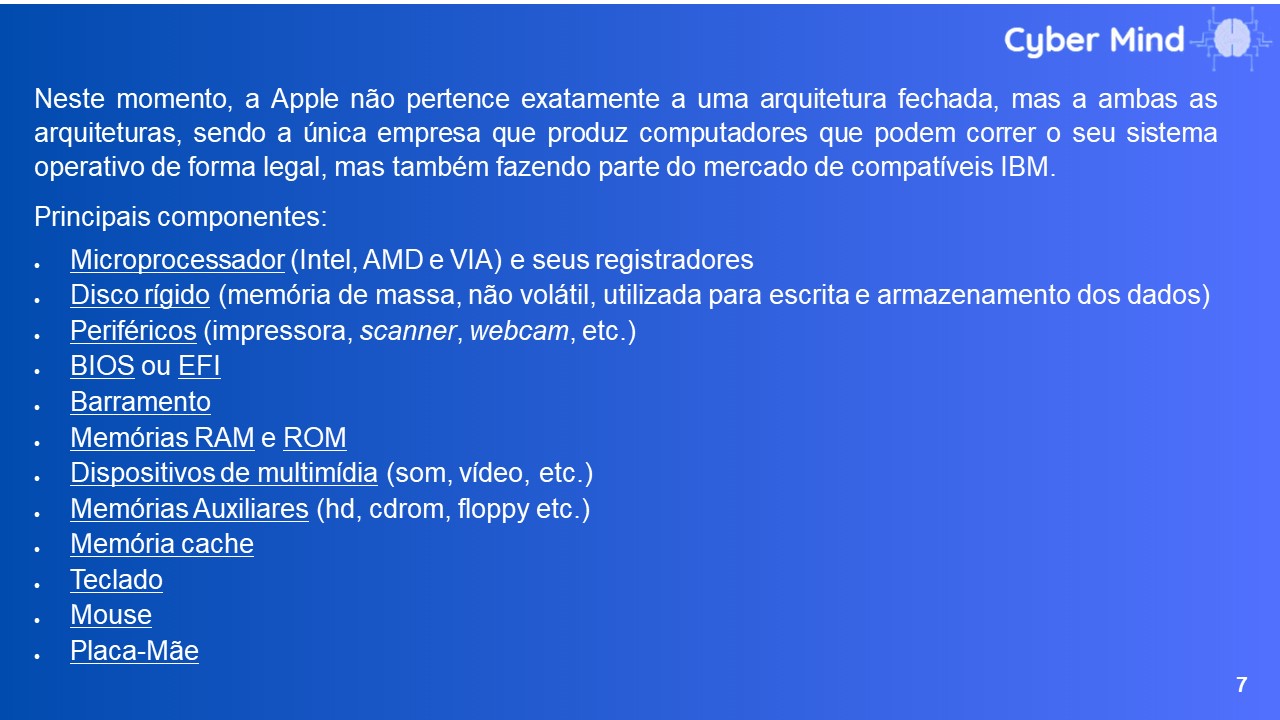 Cyber Mind
Neste momento, a Apple não pertence exatamente a uma arquitetura fechada, mas a ambas as
arquiteturas, sendo a única empresa que produz computadores que podem correr o seu sistema
operativo de forma legal, mas também fazendo parte do mercado de compatíveis IBM.
Principais componentes:
• Microprocessador (Intel, AMD e VIA) e seus registradores
• Disco rígido (memória de massa, não volátil, utilizada para escrita e armazenamento dos dados)
• Periféricos (impressora, scanner, webcam, etc.)
• BIOS ou EFI
• Barramento
• Memórias RAM e ROM
• Dispositivos de multimídia (som, vídeo, etc.)
• Memórias Auxiliares (hd, cdrom, floppy etc.)
• Memória cache
• Teclado
• Mouse
• Placa-Mãe
7